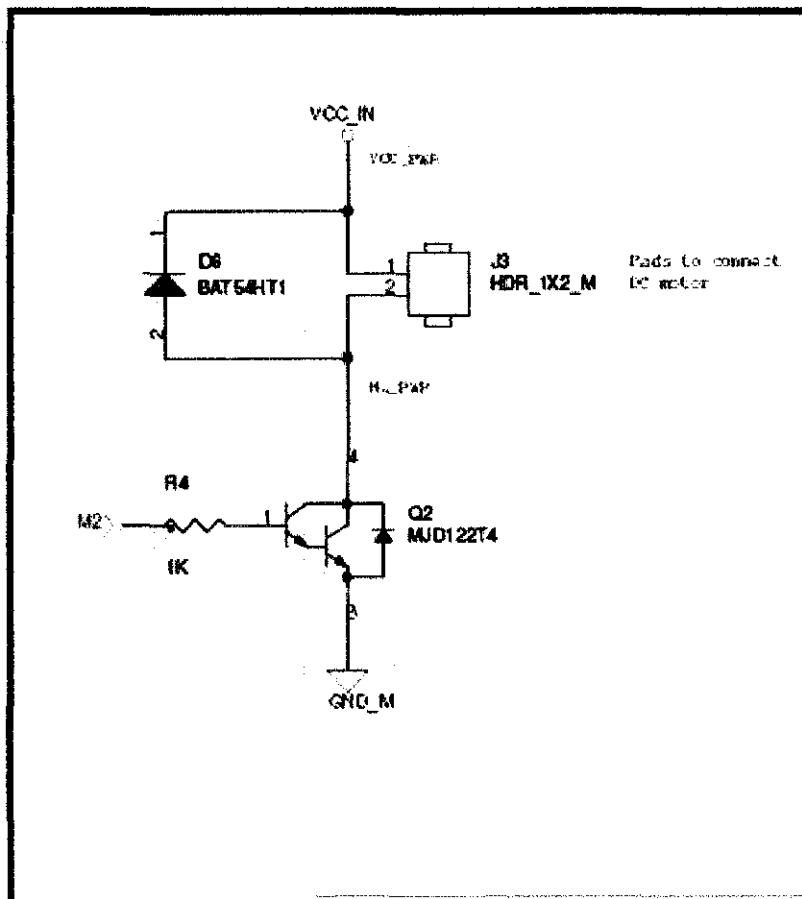 VCC_IN
VCC_PWR
1
D6
BAT54HT1
2
1
2
J3
HDR_1X2_M
Pads to connect
DC motor
4
R4
M2
1
1K
Q2
MJD122T4
3
GND_M